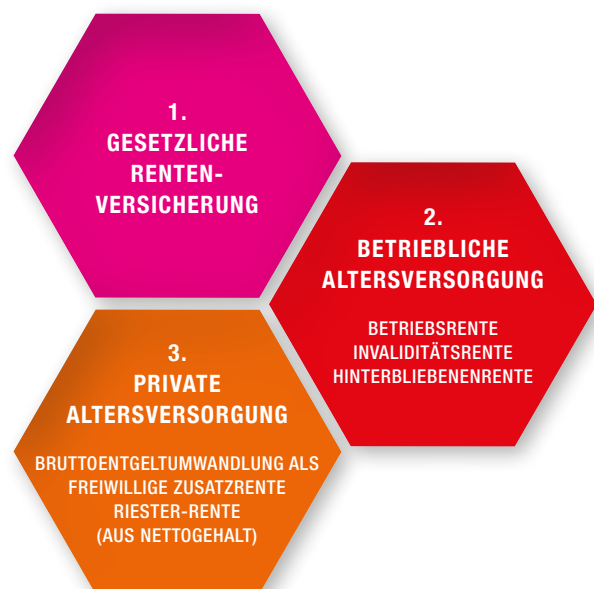 1.
GESETZLICHE
RENTEN-
VERSICHERUNG
2.
BETRIEBLICHE
ALTERSVERSORGUNG
BETRIEBSRENTE
INVALIDITÄTSRENTE
HINTERBLIEBENENRENTE
3.
PRIVATE
ALTERSVERSORGUNG
BRUTTOENTGELTUMWANDLUNG ALS
FREIWILLIGE ZUSATZRENTE
RIESTER-RENTE
(AUS NETTOGEHALT)